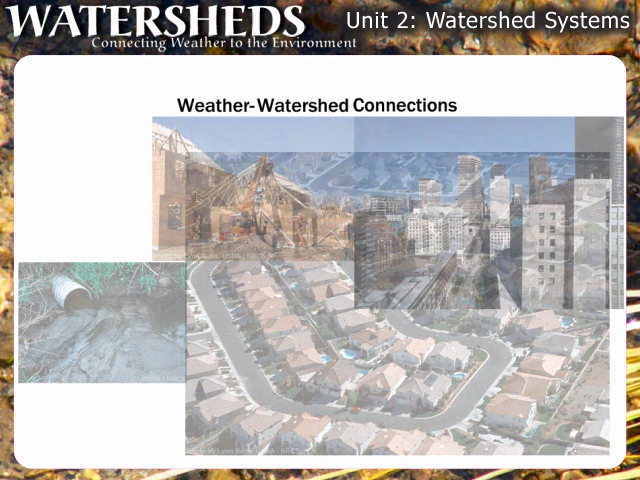 WATERSHEDS
Connecting Weather to the Environment
Unit 2: Watershed Systems
Weather-Watershed Connections